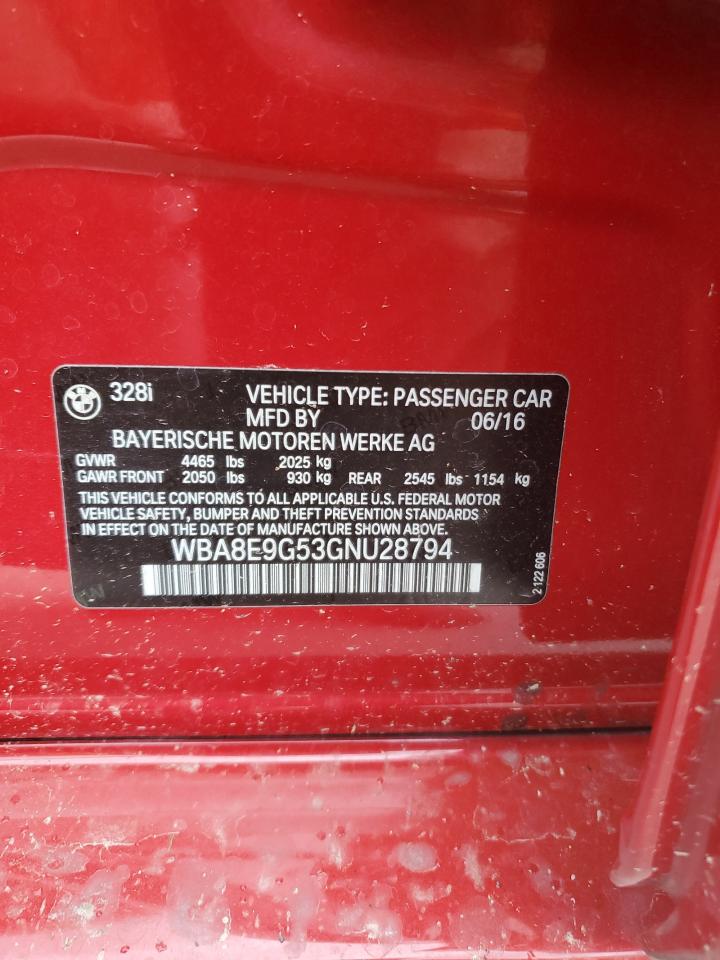 328i VEHICLE TYPE: PASSENGER CAR
MFD BY 06/16
BAYERISCHE MOTOREN WERKE AG
GVWR 4465 lbs 2025 kg
GAWR FRONT 2050 lbs 930 kg REAR 2545 lbs 1154 kg
THIS VEHICLE CONFORMS TO ALL APPLICABLE U.S. FEDERAL MOTOR
VEHICLE SAFETY, BUMPER AND THEFT PREVENTION STANDARDS
IN EFFECT ON THE DATE OF MANUFACTURE SHOWN ABOVE.
WBA8E9G53GNU28794
2 122 606